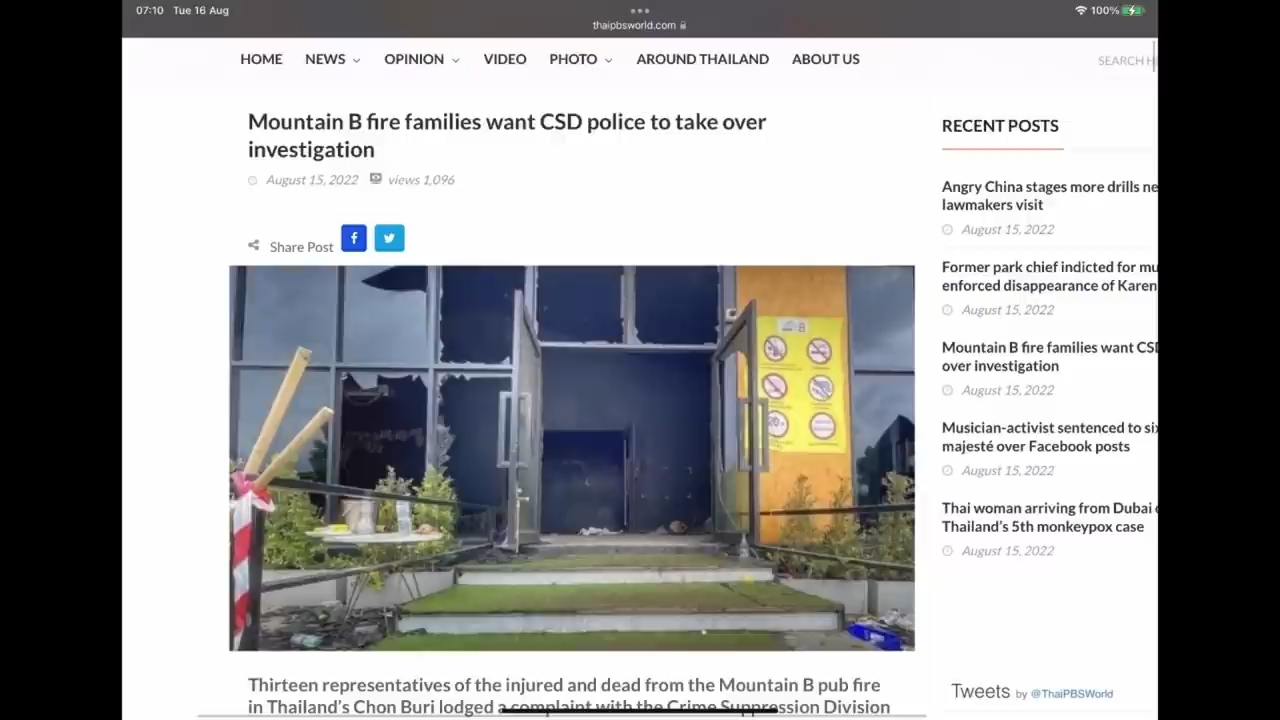 07:10 Tue 16 Aug
100%
thaipbsworld.com
HOME NEWS OPINION VIDEO PHOTO AROUND THAILAND ABOUT US
SEARCH H
Mountain B fire families want CSD police to take over
investigation
August 15, 2022 views 1,096
Share Post
Thirteen representatives of the injured and dead from the Mountain B pub fire
in Thailand's Chon Buri lodged a complaint with the Crime Suppression Division
RECENT POSTS
Angry China stages more drills ne
lawmakers visit
August 15, 2022
Former park chief indicted for mu
enforced disappearance of Karen
August 15, 2022
Mountain B fire families want CSD
over investigation
August 15, 2022
Musician-activist sentenced to six
majesté over Facebook posts
August 15, 2022
Thai woman arriving from Dubai
Thailand's 5th monkeypox case
August 15, 2022
Tweets by @ThaiPBSWorld